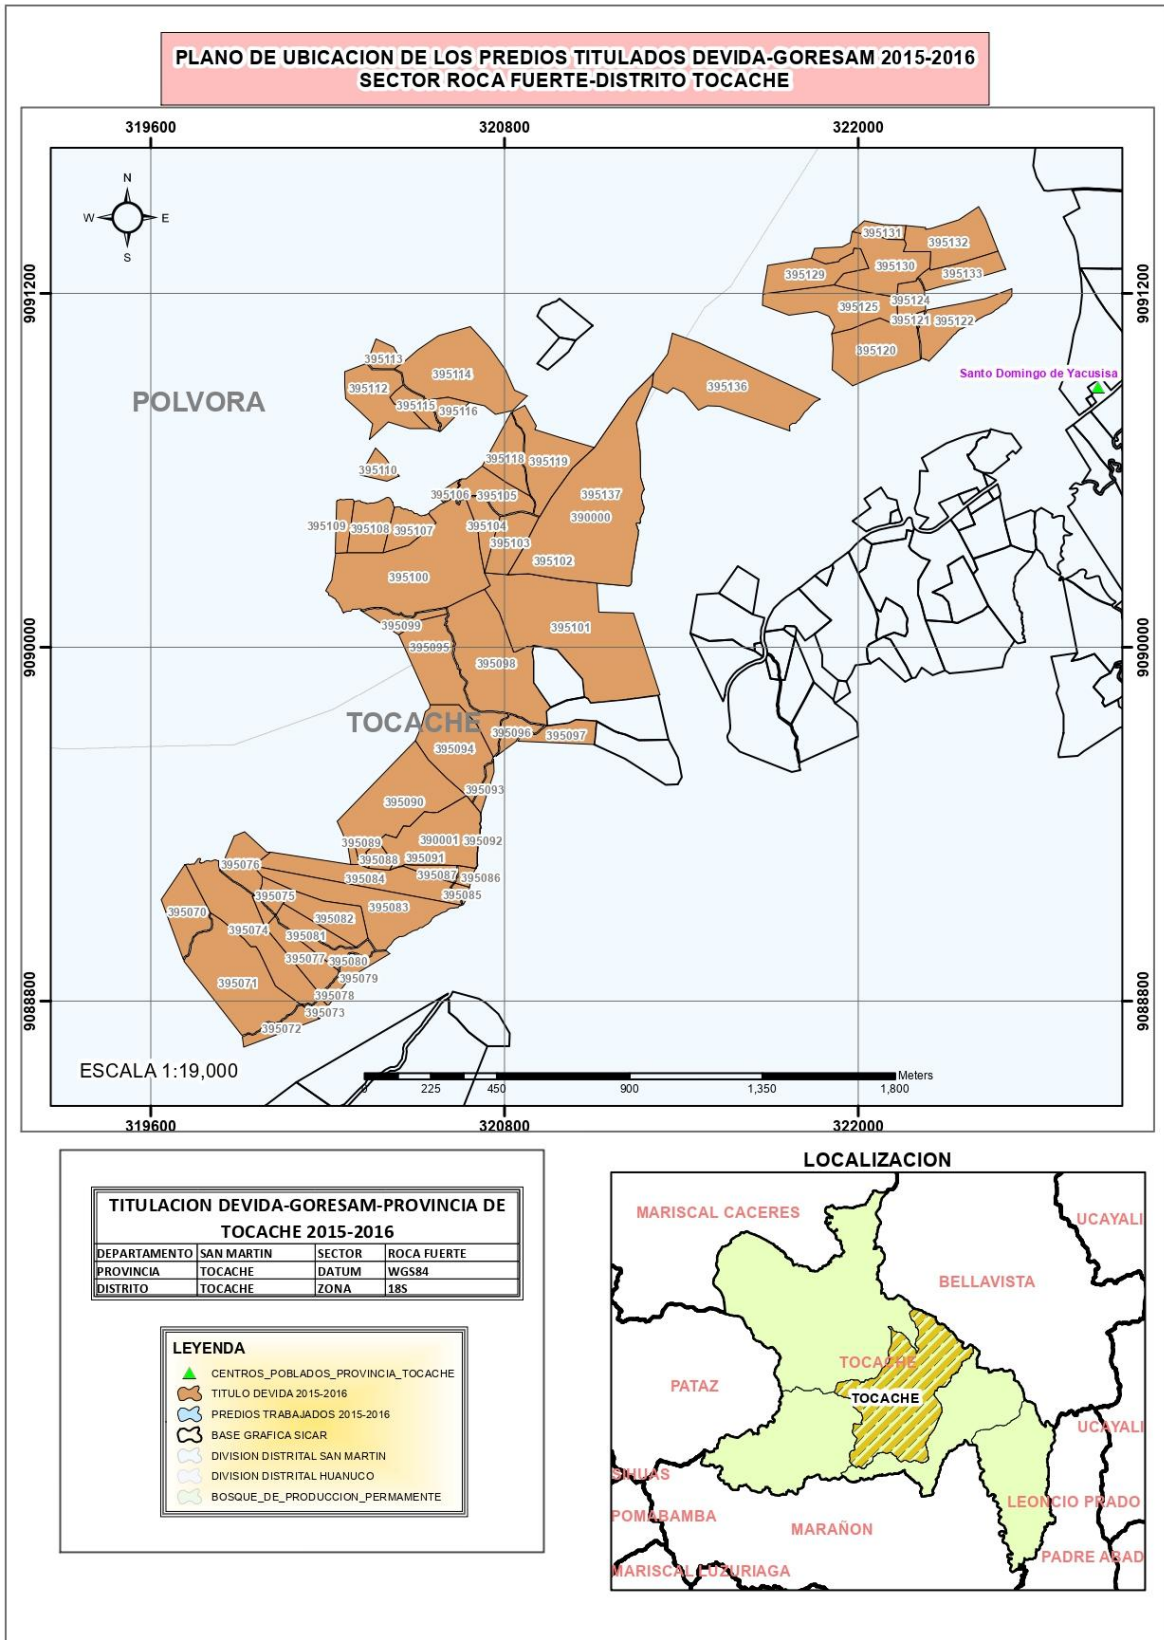 PLANO DE UBICACION DE LOS PREDIOS TITULADOS DEVIDA-GORESAM 2015-2016
SECTOR ROCA FUERTE-DISTRITO TOCACHE
319600 320800 322000
N
W E
S
9091200 9091200
9090000 9090000
9088800 9088800
395131
395132
395130
395129
395133
395124
395125
395121
395122
395120
Santo Domingo de Yacusisa
POLVORA
395113
395114
395112
395115
395116
395136
395110
395118
395119
395106
395105
395137
390000
395109
395108
395107
395104
395103
395102
395100
395099
395101
395095
395098
TOCACHE
395096
395097
395094
395093
395090
390001
395092
395089
395088
395091
395076
395084
395087
395086
395085
395075
395083
395070
395082
395074
395081
395077
395080
395079
395071
395078
395073
395072
ESCALA 1:19,000
0 225 450 900 1,350 1,800 Meters
319600 320800 322000
TITULACION DEVIDA-GORESAM-PROVINCIA DE
TOCACHE 2015-2016
DEPARTAMENTO SAN MARTIN SECTOR ROCA FUERTE
PROVINCIA TOCACHE DATUM WGS84
DISTRITO TOCACHE ZONA 18S
LEYENDA
CENTROS_POBLADOS_PROVINCIA_TOCACHE
TITULO DEVIDA 2015-2016
PREDIOS TRABAJADOS 2015-2016
BASE GRAFICA SICAR
DIVISION DISTRITAL SAN MARTIN
DIVISION DISTRITAL HUANUCO
BOSQUE_DE_PRODUCCION_PERMAMENTE
LOCALIZACION
MARISCAL CACERES
UCAYALI
BELLAVISTA
TOCACHE
PATAZ
TOCACHE
UCAYALI
SIHUAS
LEONCIO PRADO
POMABAMBA
MARAÑON
PADRE ABAD
MARISCAL LUZURIAGA